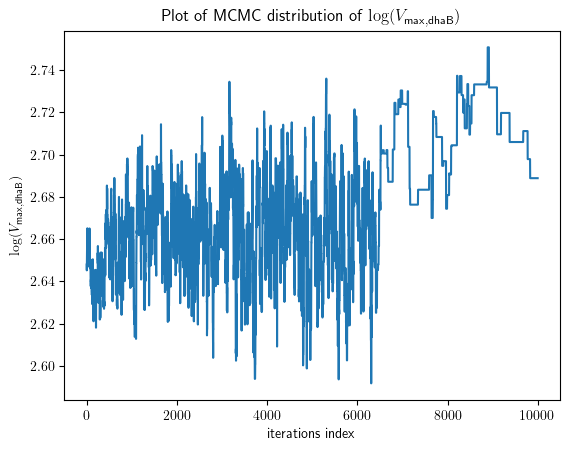 Plot of MCMC distribution of log(V_max,dhaB)
log(V_max,dhaB)
2.74
2.72
2.70
2.68
2.66
2.64
2.62
2.60
0 2000 4000 6000 8000 10000
iterations index